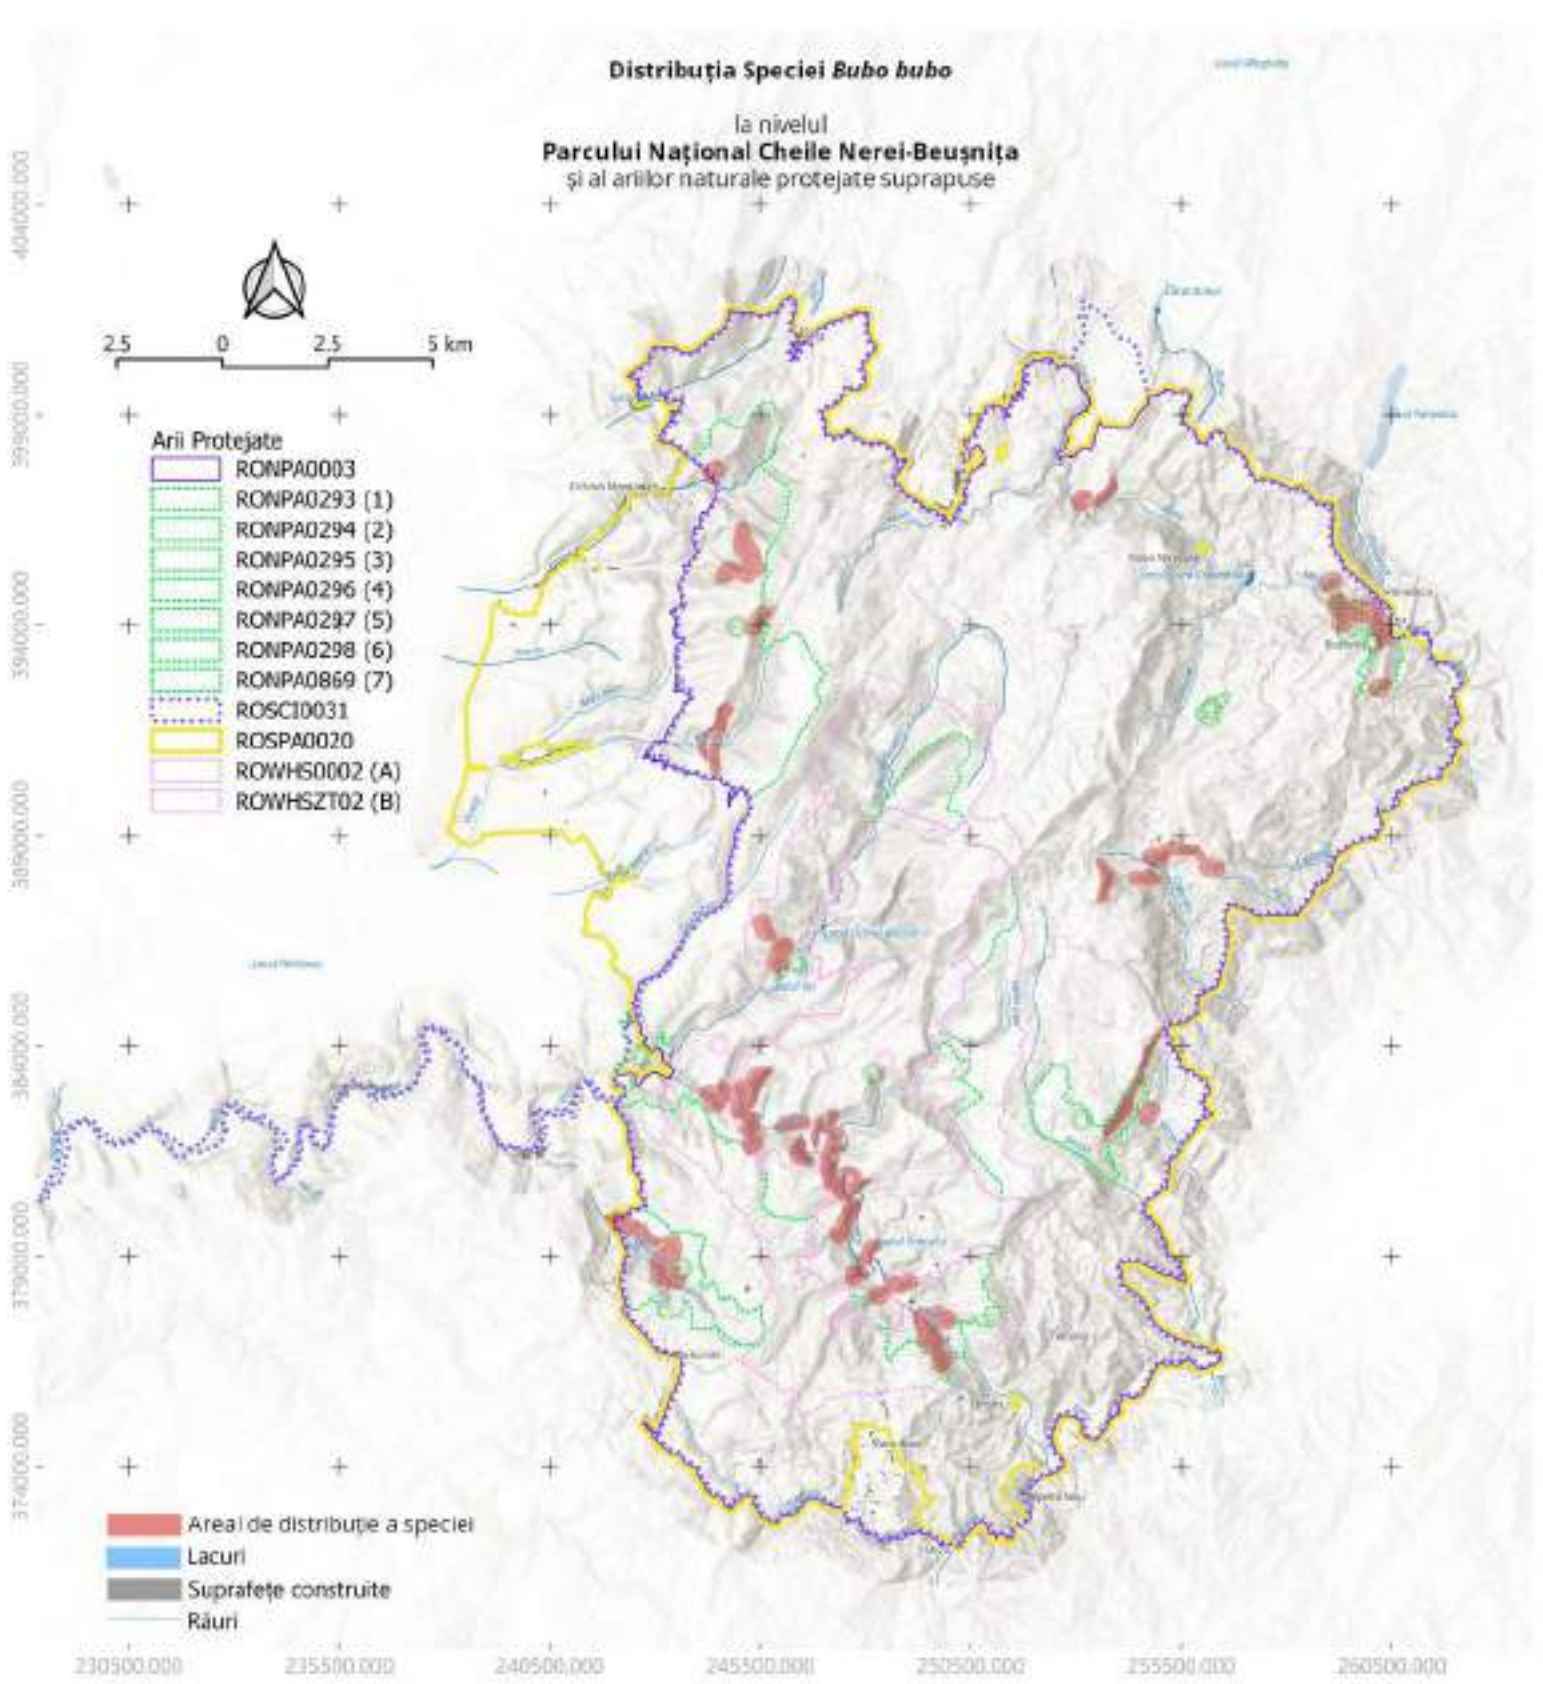 Distribuția Speciei Bubo bubo
la nivelul
Parcului Național Cheile Nerei-Beușnița
și al ariilor naturale protejate suprapuse
404000.000
399000.000
394000.000
389000.000
384000.000
379000.000
374000.000
2.5 0 2.5 5 km
Arii Protejate
RONPA0003
RONPA0293 (1)
RONPA0294 (2)
RONPA0295 (3)
RONPA0296 (4)
RONPA0297 (5)
RONPA0298 (6)
RONPA0869 (7)
ROSCI0031
ROSPA0020
ROWHS0002 (A)
ROWHSZT02 (B)
Areal de distribuție a speciei
Lacuri
Suprafețe construite
Râuri
230500.000 235500.000 240500.000 245500.000 250500.000 255500.000 260500.000